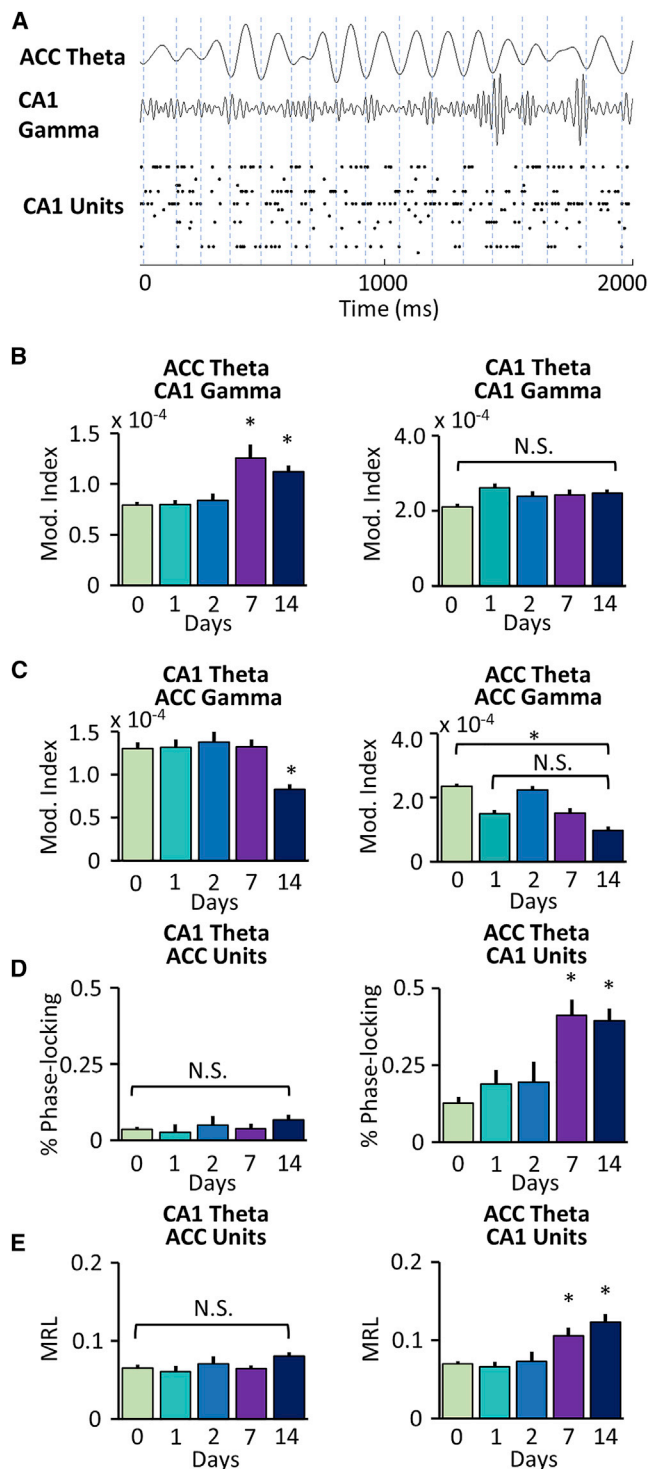 A
ACC Theta
CA1
Gamma
CA1 Units
0 1000 2000
Time (ms)
B
ACC Theta
CA1 Gamma
x 10-4
1.5
1.0
0.5
0
Mod. Index
* *
0 1 2 7 14
Days
CA1 Theta
CA1 Gamma
x 10-4
4.0
2.0
0
Mod. Index
N.S.
0 1 2 7 14
Days
C
CA1 Theta
ACC Gamma
x 10-4
1.5
1.0
0.5
0
Mod. Index
*
0 1 2 7 14
Days
ACC Theta
ACC Gamma
x 10-4
4.0
2.0
0
Mod. Index
*
N.S.
0 1 2 7 14
Days
D
CA1 Theta
ACC Units
0.5
0.25
0
% Phase-locking
N.S.
0 1 2 7 14
Days
ACC Theta
CA1 Units
0.5
0.25
0
% Phase-locking
* *
0 1 2 7 14
Days
E
CA1 Theta
ACC Units
0.2
0.1
0
MRL
N.S.
0 1 2 7 14
Days
ACC Theta
CA1 Units
0.2
0.1
0
MRL
* *
0 1 2 7 14
Days